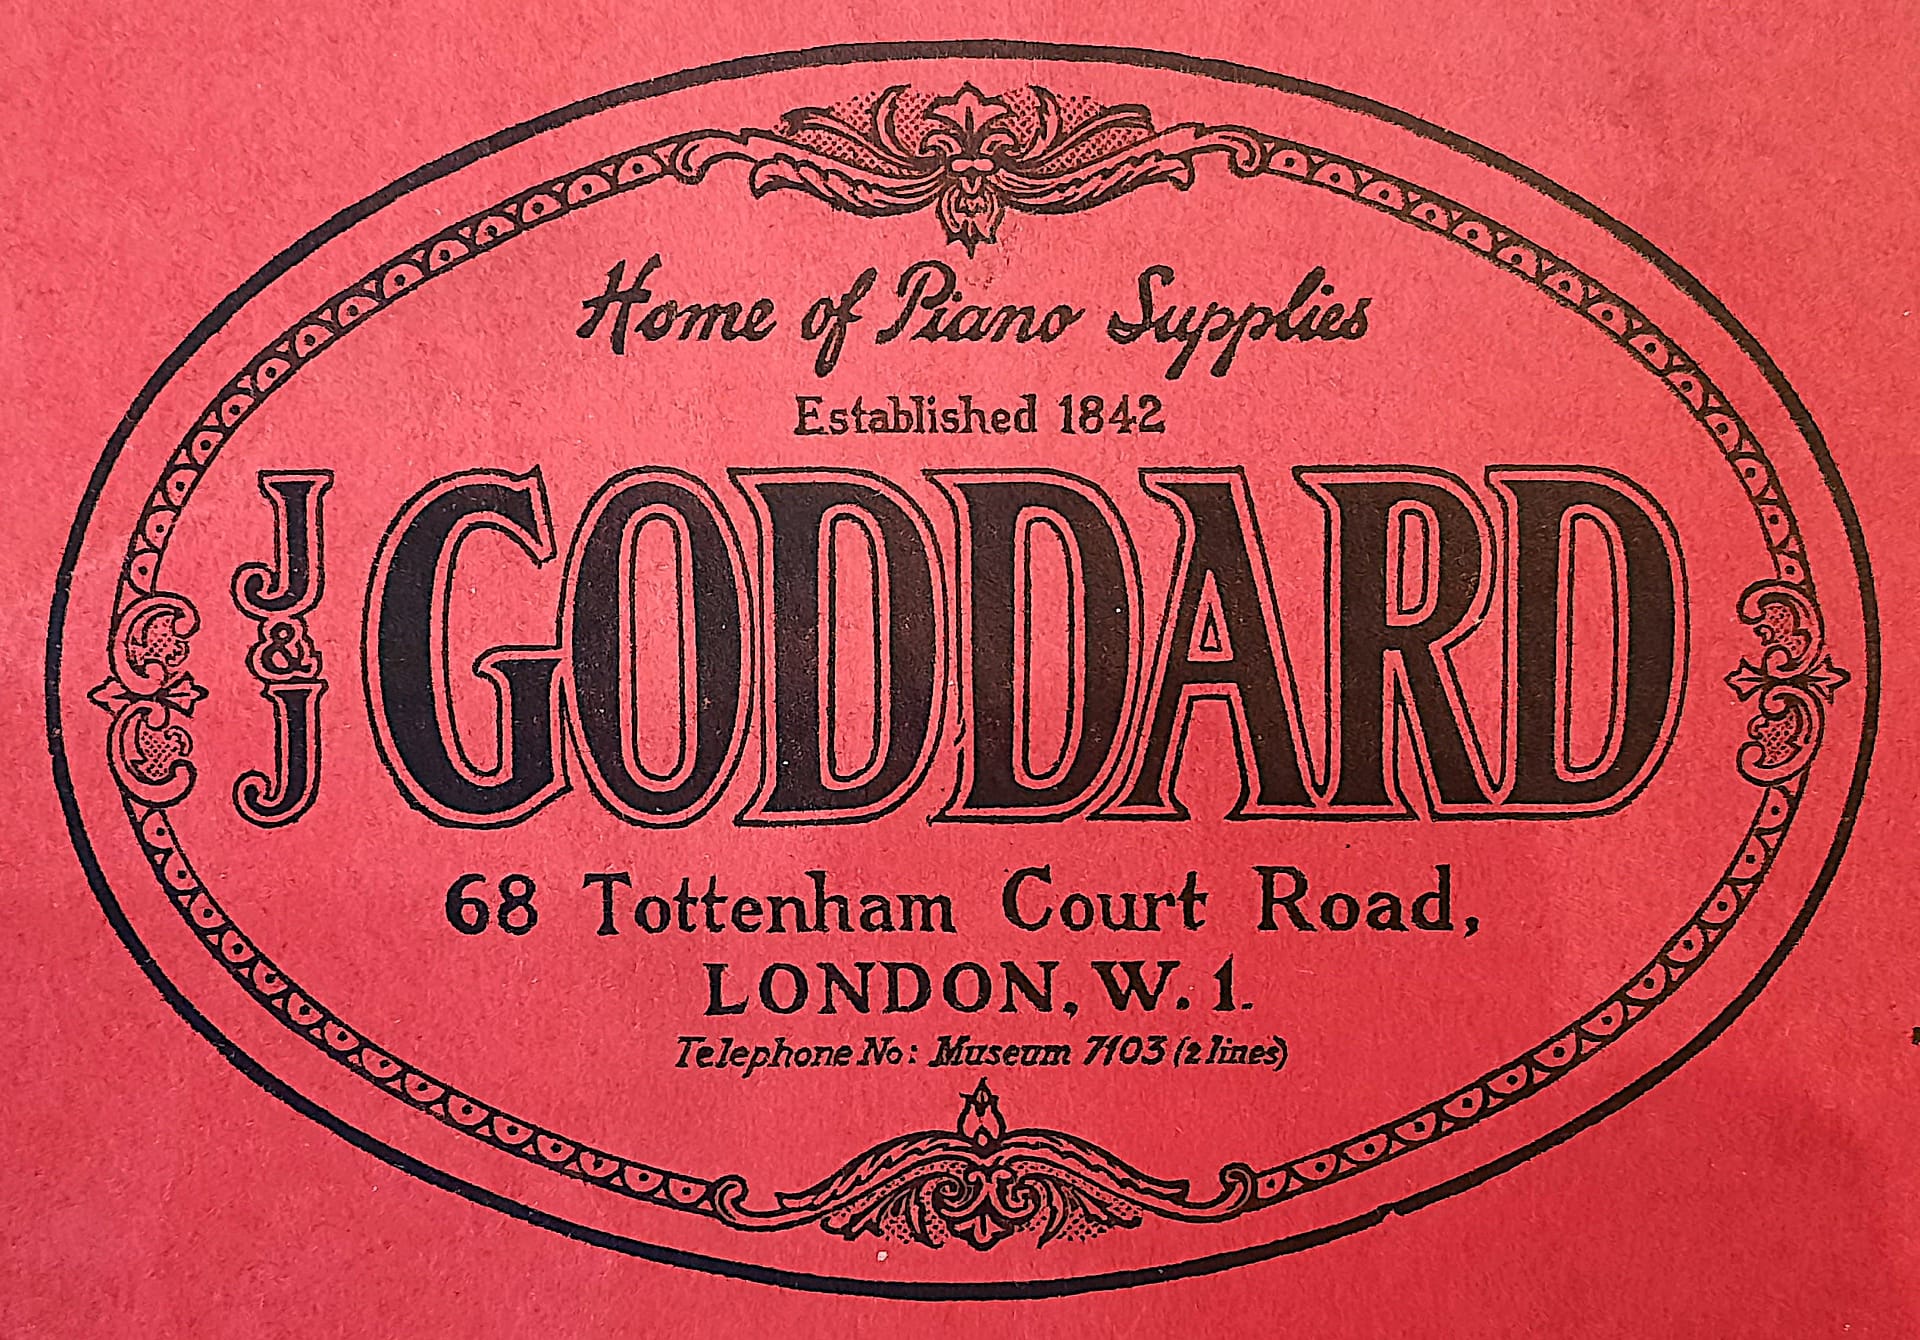 Home of Piano Supplies
Established 1842
J & J GODDARD
68 Tottenham Court Road,
LONDON, W. 1.
Telephone No: Museum 7103 (2 lines)